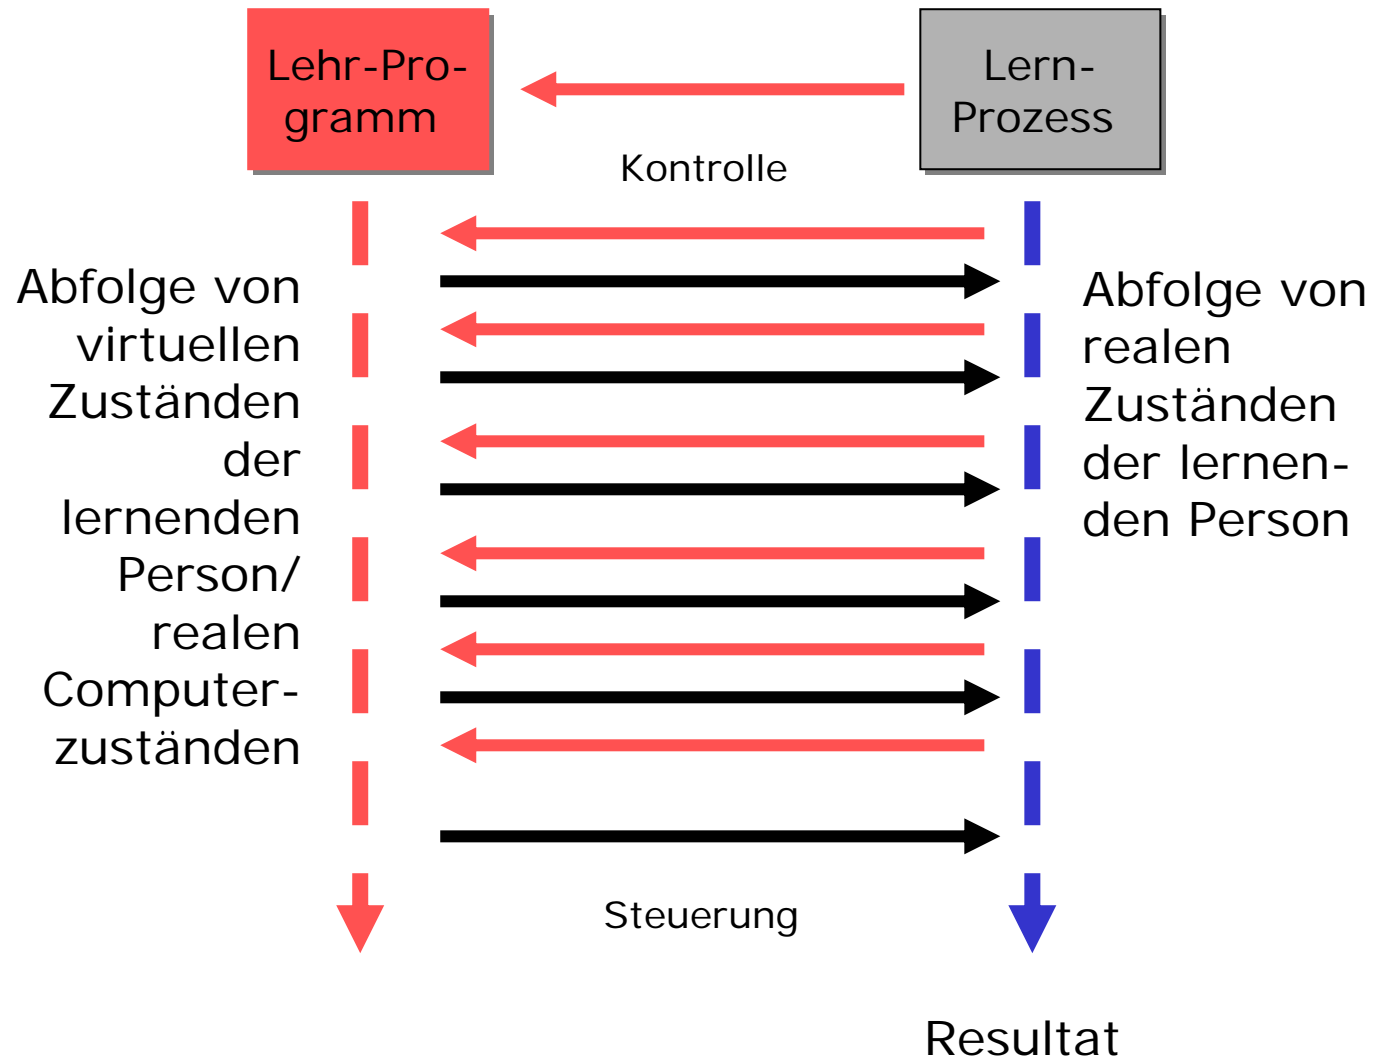 Lehr-Pro-
gramm
Lern-
Prozess
Kontrolle
Abfolge von
virtuellen
Zuständen
der
lernenden
Person/
realen
Computer-
zuständen
Abfolge von
realen
Zuständen
der lernen-
den Person
Steuerung
Resultat